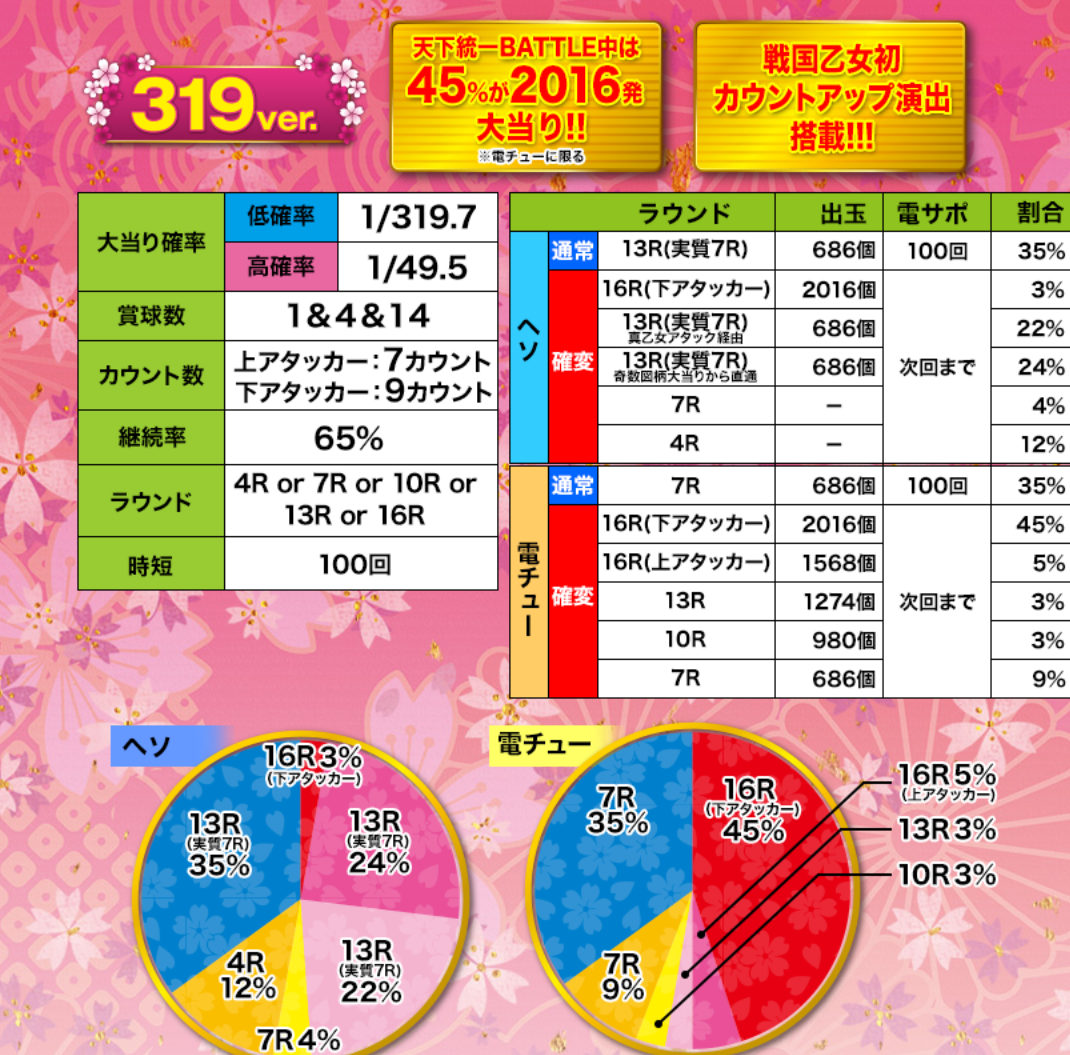 319ver.
天下統一BATTLE中は
45%が2016発
大当り!!
※電チューに限る
戦国乙女初
カウントアップ演出
搭載!!!
大当り確率
低確率 1/319.7
高確率 1/49.5
賞球数 1&4&14
カウント数
上アタッカー:7カウント
下アタッカー:9カウント
継続率 65%
ラウンド
4R or 7R or 10R or
13R or 16R
時短 100回
ラウンド 出玉 電サポ 割合
ヘソ
通常 13R(実質7R) 686個 100回 35%
確変
16R(下アタッカー) 2016個 3%
13R(実質7R) 686個 22%
真乙女アタック経由
13R(実質7R) 686個 次回まで 24%
奇数図柄大当りから直通
7R − 4%
4R − 12%
電チュー
通常 7R 686個 100回 35%
確変
16R(下アタッカー) 2016個 45%
16R(上アタッカー) 1568個 5%
13R 1274個 次回まで 3%
10R 980個 3%
7R 686個 9%
ヘソ
16R 3%
(下アタッカー)
13R
(実質7R)
24%
13R
(実質7R)
22%
7R 4%
4R
12%
13R
(実質7R)
35%
電チュー
16R
(下アタッカー)
45%
16R 5%
(上アタッカー)
13R 3%
10R 3%
7R
9%
7R
35%